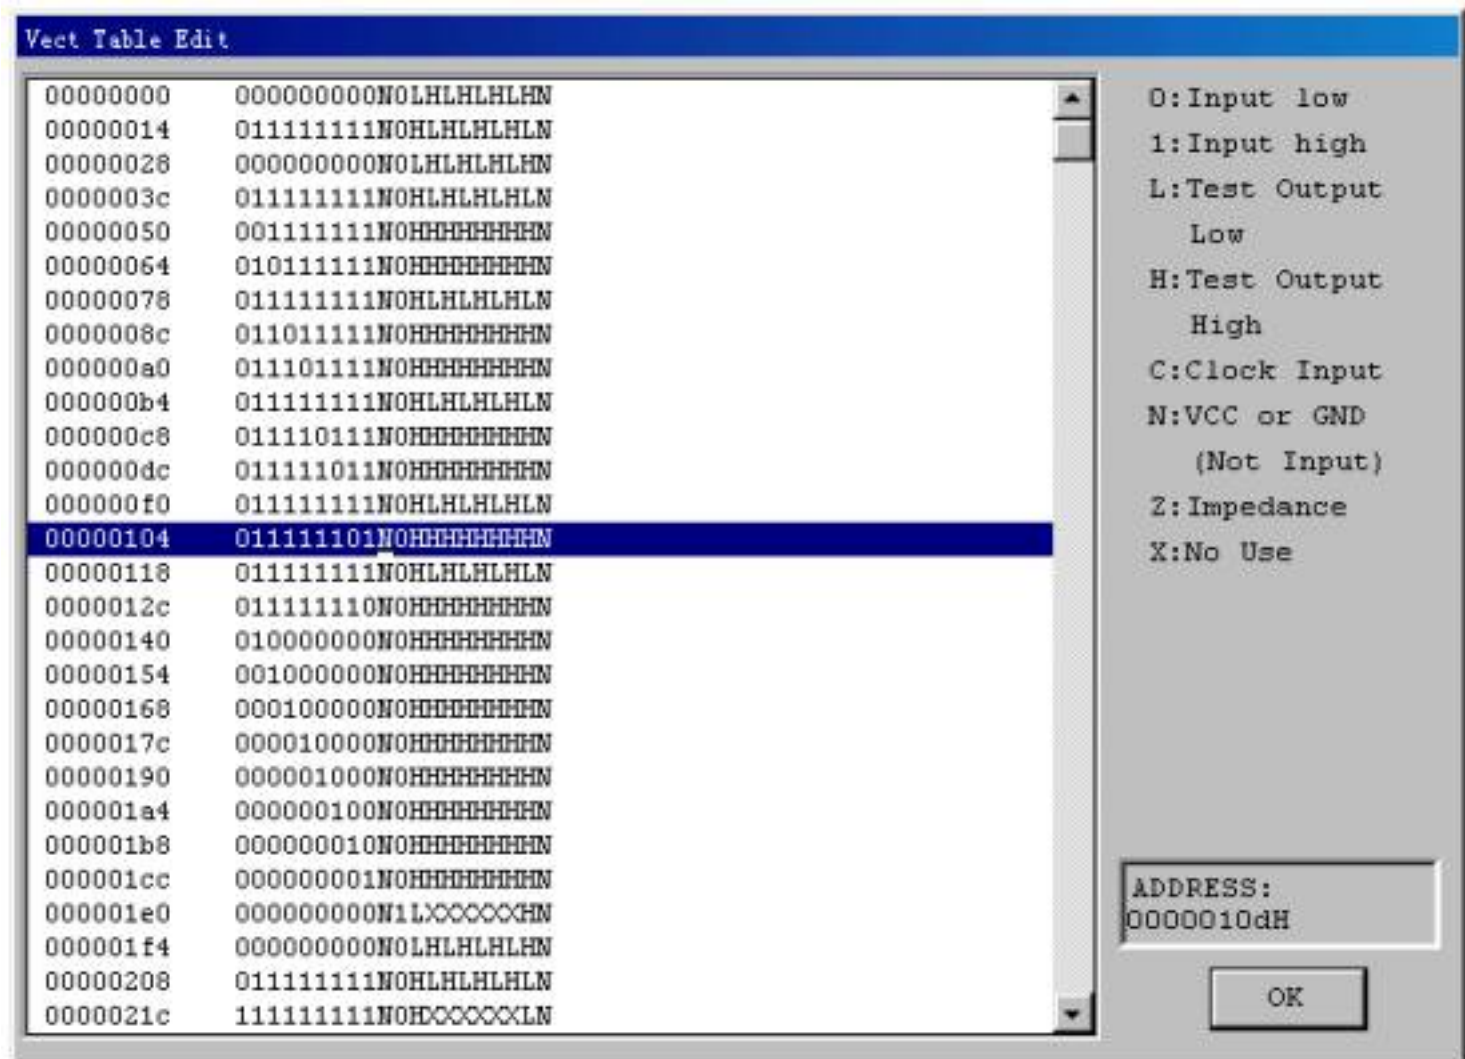 Vect Table Edit
00000000 000000000N0LHLHLHLHN
00000014 011111111N0HLHLHLHLN
00000028 000000000N0LHLHLHLHN
0000003c 011111111N0HLHLHLHLN
00000050 001111111N0HHHHHHHHN
00000064 010111111N0HHHHHHHHN
00000078 011111111N0HLHLHLHLN
0000008c 011011111N0HHHHHHHHN
000000a0 011101111N0HHHHHHHHN
000000b4 011111111N0HLHLHLHLN
000000c8 011110111N0HHHHHHHHN
000000dc 011111011N0HHHHHHHHN
000000f0 011111111N0HLHLHLHLN
00000104 011111101N0HHHHHHHHN
00000118 011111111N0HLHLHLHLN
0000012c 011111110N0HHHHHHHHN
00000140 010000000N0HHHHHHHHN
00000154 001000000N0HHHHHHHHN
00000168 000100000N0HHHHHHHHN
0000017c 000010000N0HHHHHHHHN
00000190 000001000N0HHHHHHHHN
000001a4 000000100N0HHHHHHHHN
000001b8 000000010N0HHHHHHHHN
000001cc 000000001N0HHHHHHHHN
000001e0 000000000N1LXXXXXXHN
000001f4 000000000N0LHLHLHLHN
00000208 011111111N0HLHLHLHLN
0000021c 111111111N0HXXXXXXLN
0:Input low
1:Input high
L:Test Output
Low
H:Test Output
High
C:Clock Input
N:VCC or GND
(Not Input)
Z:Impedance
X:No Use
ADDRESS:
0000010dH
OK